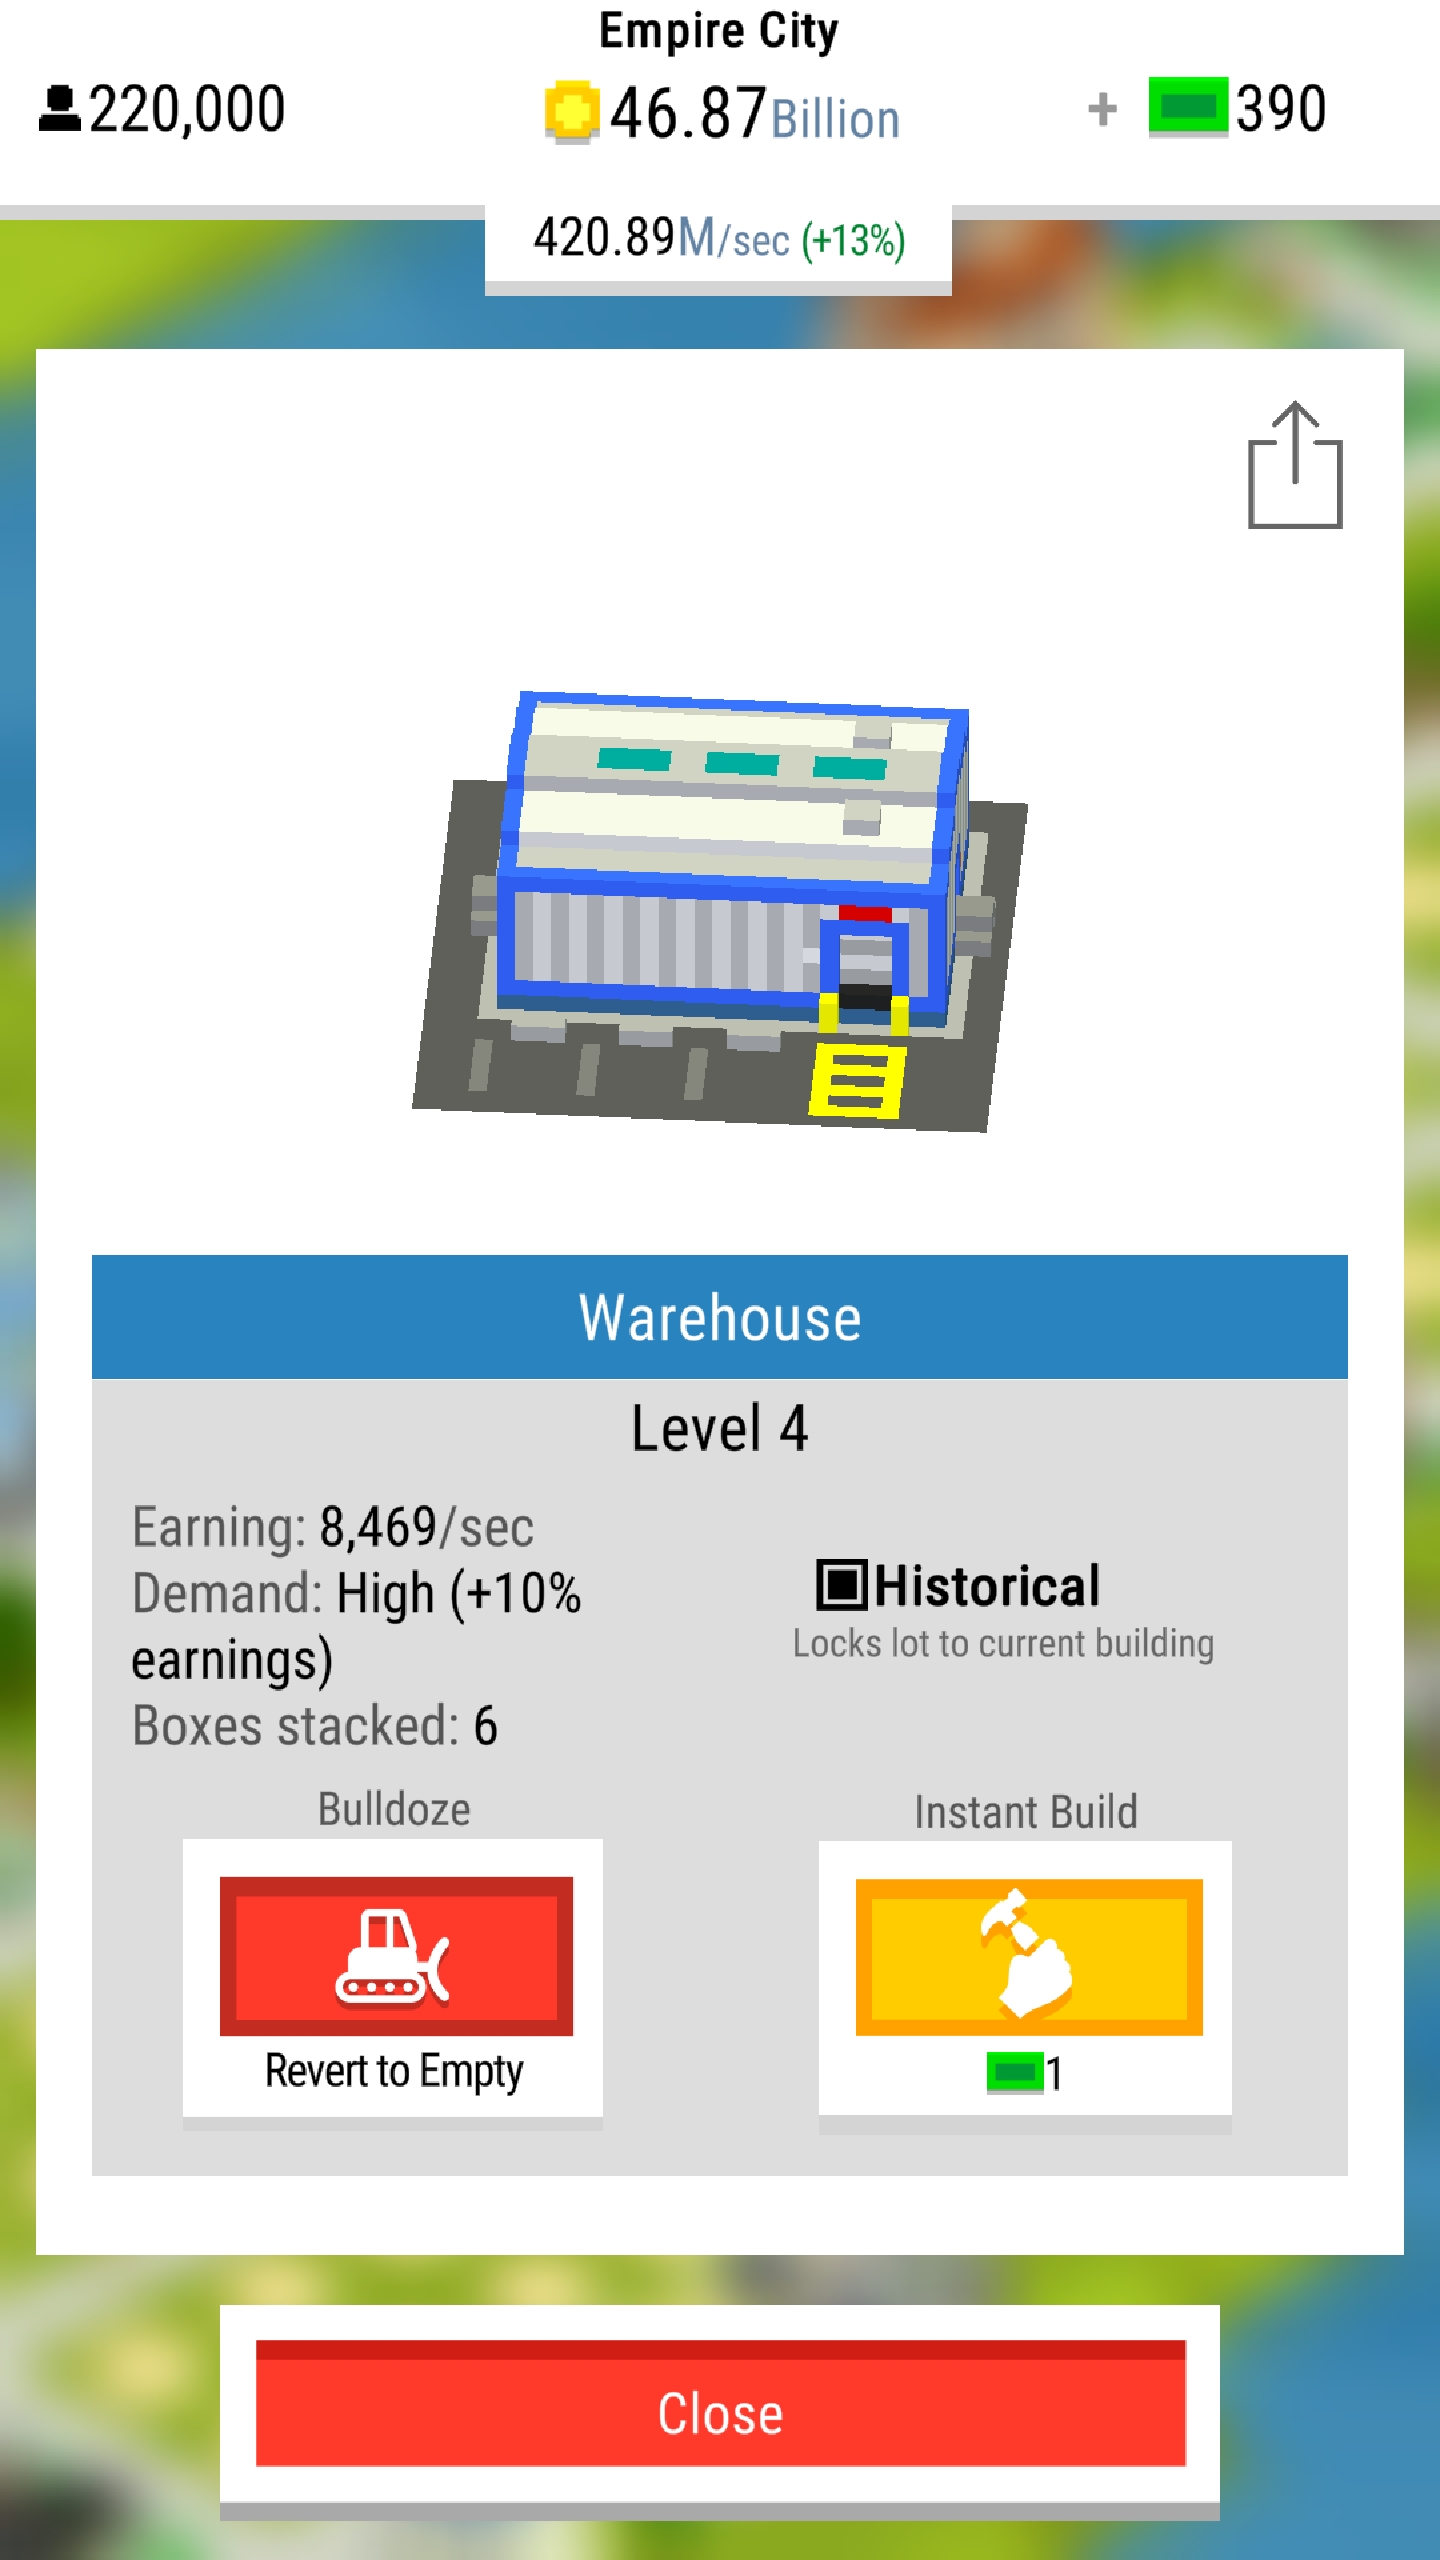 Empire City
220,000
46.87 Billion
+ 390
420.89M/sec (+13%)
Warehouse
Level 4
Earning: 8,469/sec
Demand: High (+10%
earnings)
Boxes stacked: 6
Historical
Locks lot to current building
Bulldoze
Revert to Empty
Instant Build
1
Close